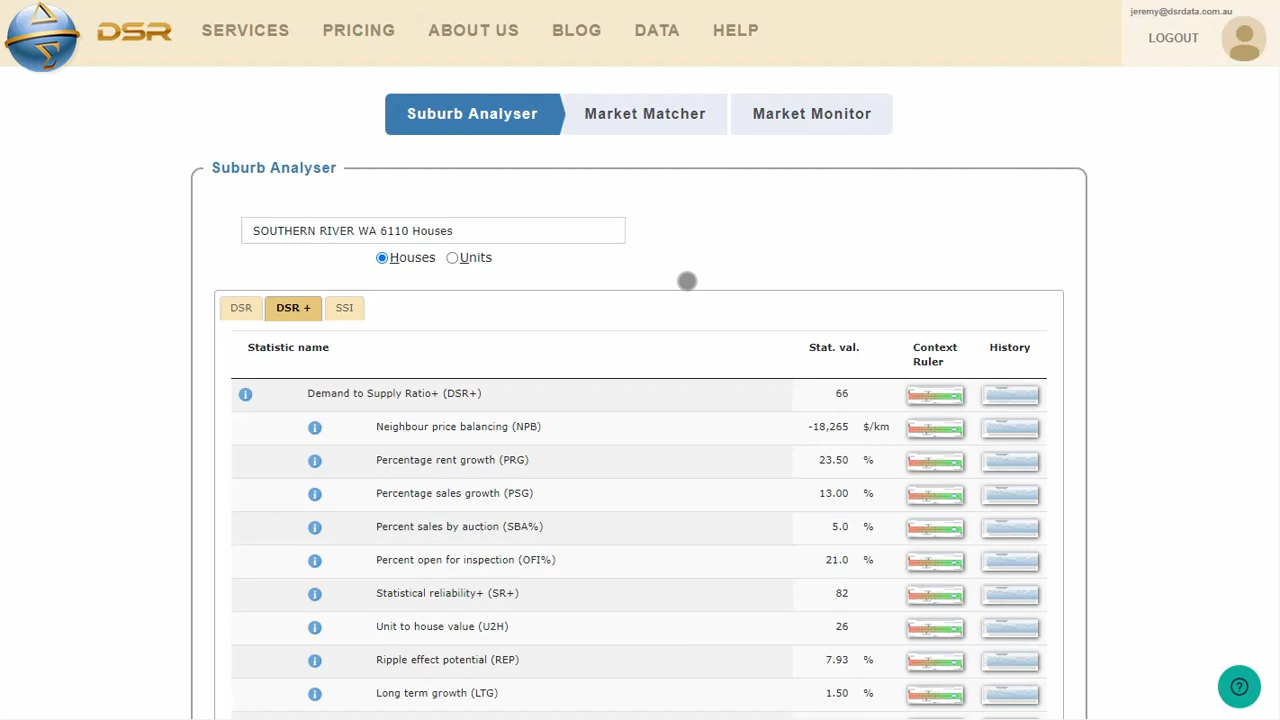 jeremy@dsrdata.com.au
DSR SERVICES PRICING ABOUT US BLOG DATA HELP LOGOUT
Suburb Analyser Market Matcher Market Monitor
Suburb Analyser
SOUTHERN RIVER WA 6110 Houses
Houses Units
DSR DSR + SSI
Statistic name Stat. val. Context Ruler History
Demand to Supply Ratio+ (DSR+) 66
Neighbour price balancing (NPB) -18,265 $/km
Percentage rent growth (PRG) 23.50 %
Percentage sales growth (PSG) 13.00 %
Percent sales by auction (SBA%) 5.0 %
Percent open for inspection (OFI%) 21.0 %
Statistical reliability+ (SR+) 82
Unit to house value (U2H) 26
Ripple effect potential (REP) 7.93 %
Long term growth (LTG) 1.50 %